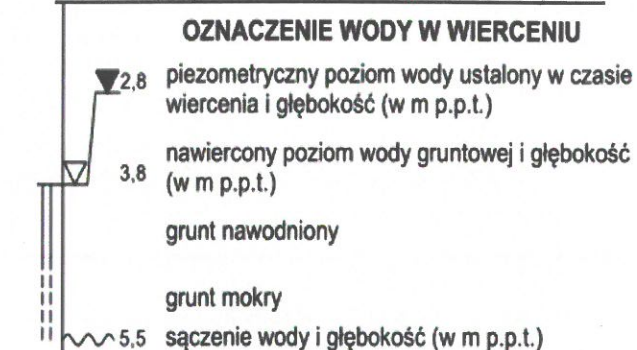 OZNACZENIE WODY W WIERCENIU
2,8 piezometryczny poziom wody ustalony w czasie
wiercenia i głębokość (w m p.p.t.)
nawiercony poziom wody gruntowej i głębokość
3,8 (w m p.p.t.)
grunt nawodniony
grunt mokry
5,5 sączenie wody i głębokość (w m p.p.t.)